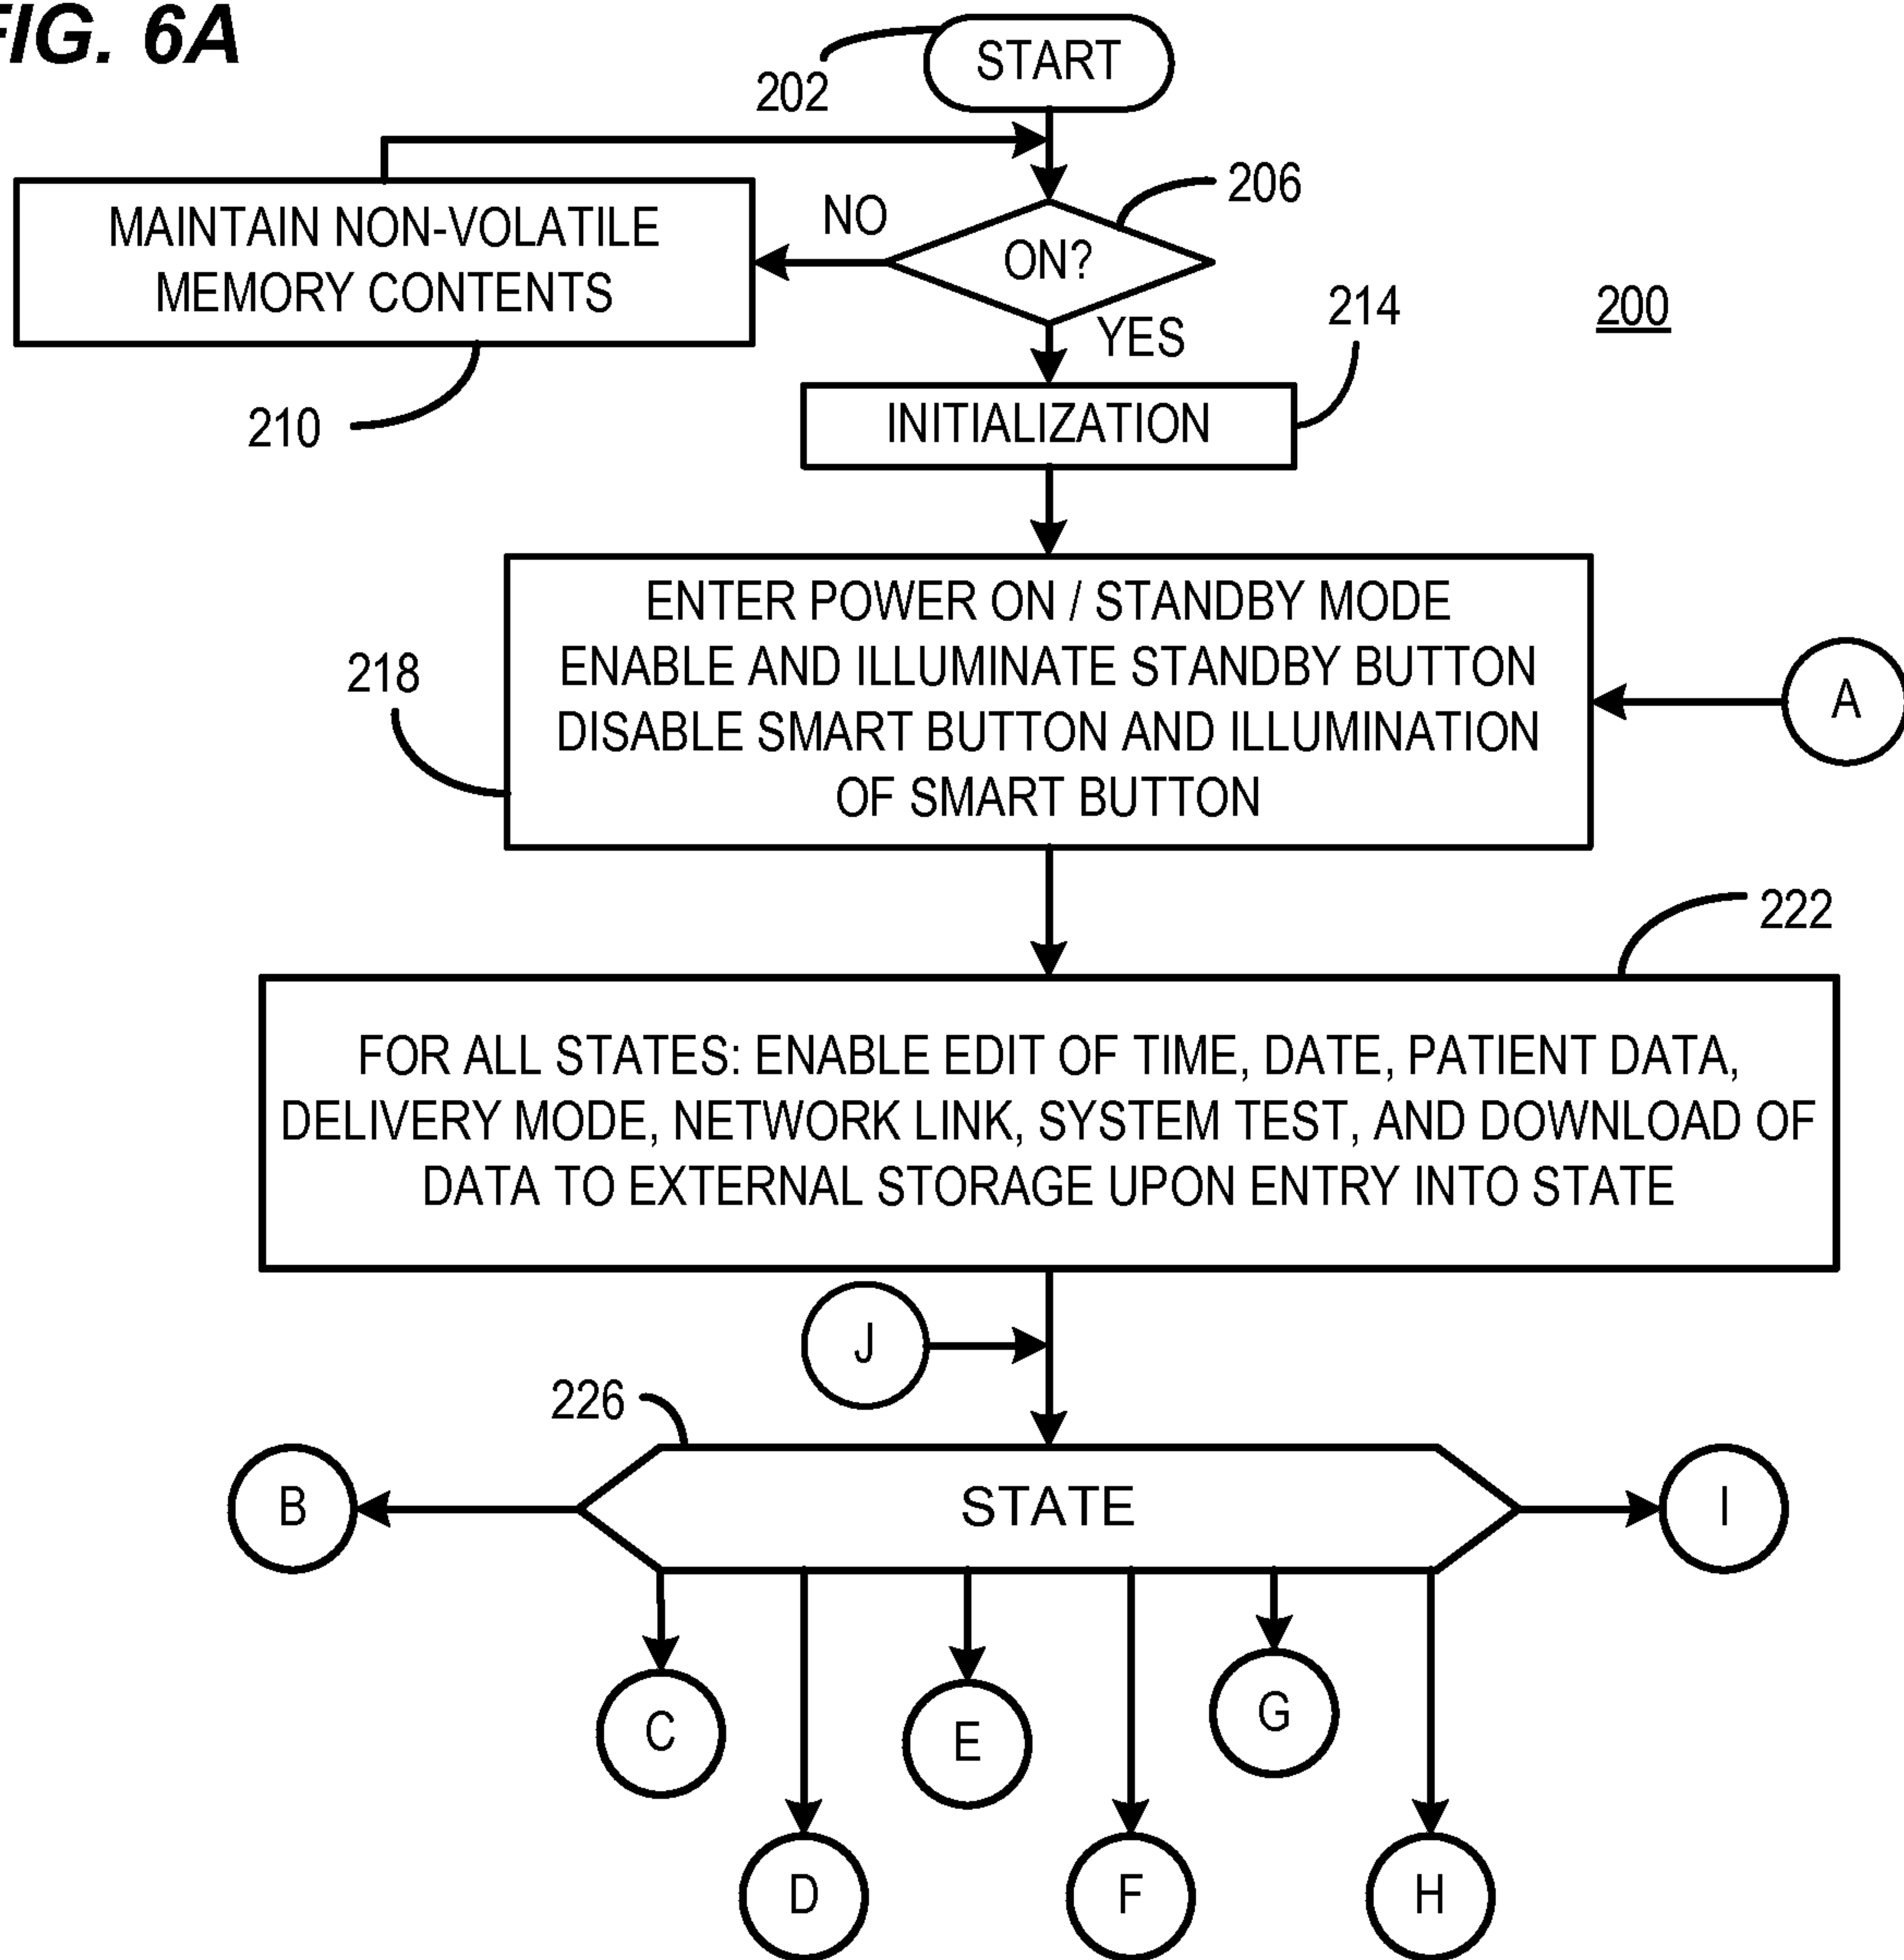 FIG. 6A
START
202
206
NO
MAINTAIN NON-VOLATILE
MEMORY CONTENTS
ON?
214
200
YES
210
INITIALIZATION
ENTER POWER ON / STANDBY MODE
ENABLE AND ILLUMINATE STANDBY BUTTON
DISABLE SMART BUTTON AND ILLUMINATION
OF SMART BUTTON
218
A
222
FOR ALL STATES: ENABLE EDIT OF TIME, DATE, PATIENT DATA,
DELIVERY MODE, NETWORK LINK, SYSTEM TEST, AND DOWNLOAD OF
DATA TO EXTERNAL STORAGE UPON ENTRY INTO STATE
J
226
B
STATE
I
C
E
G
D
F
H